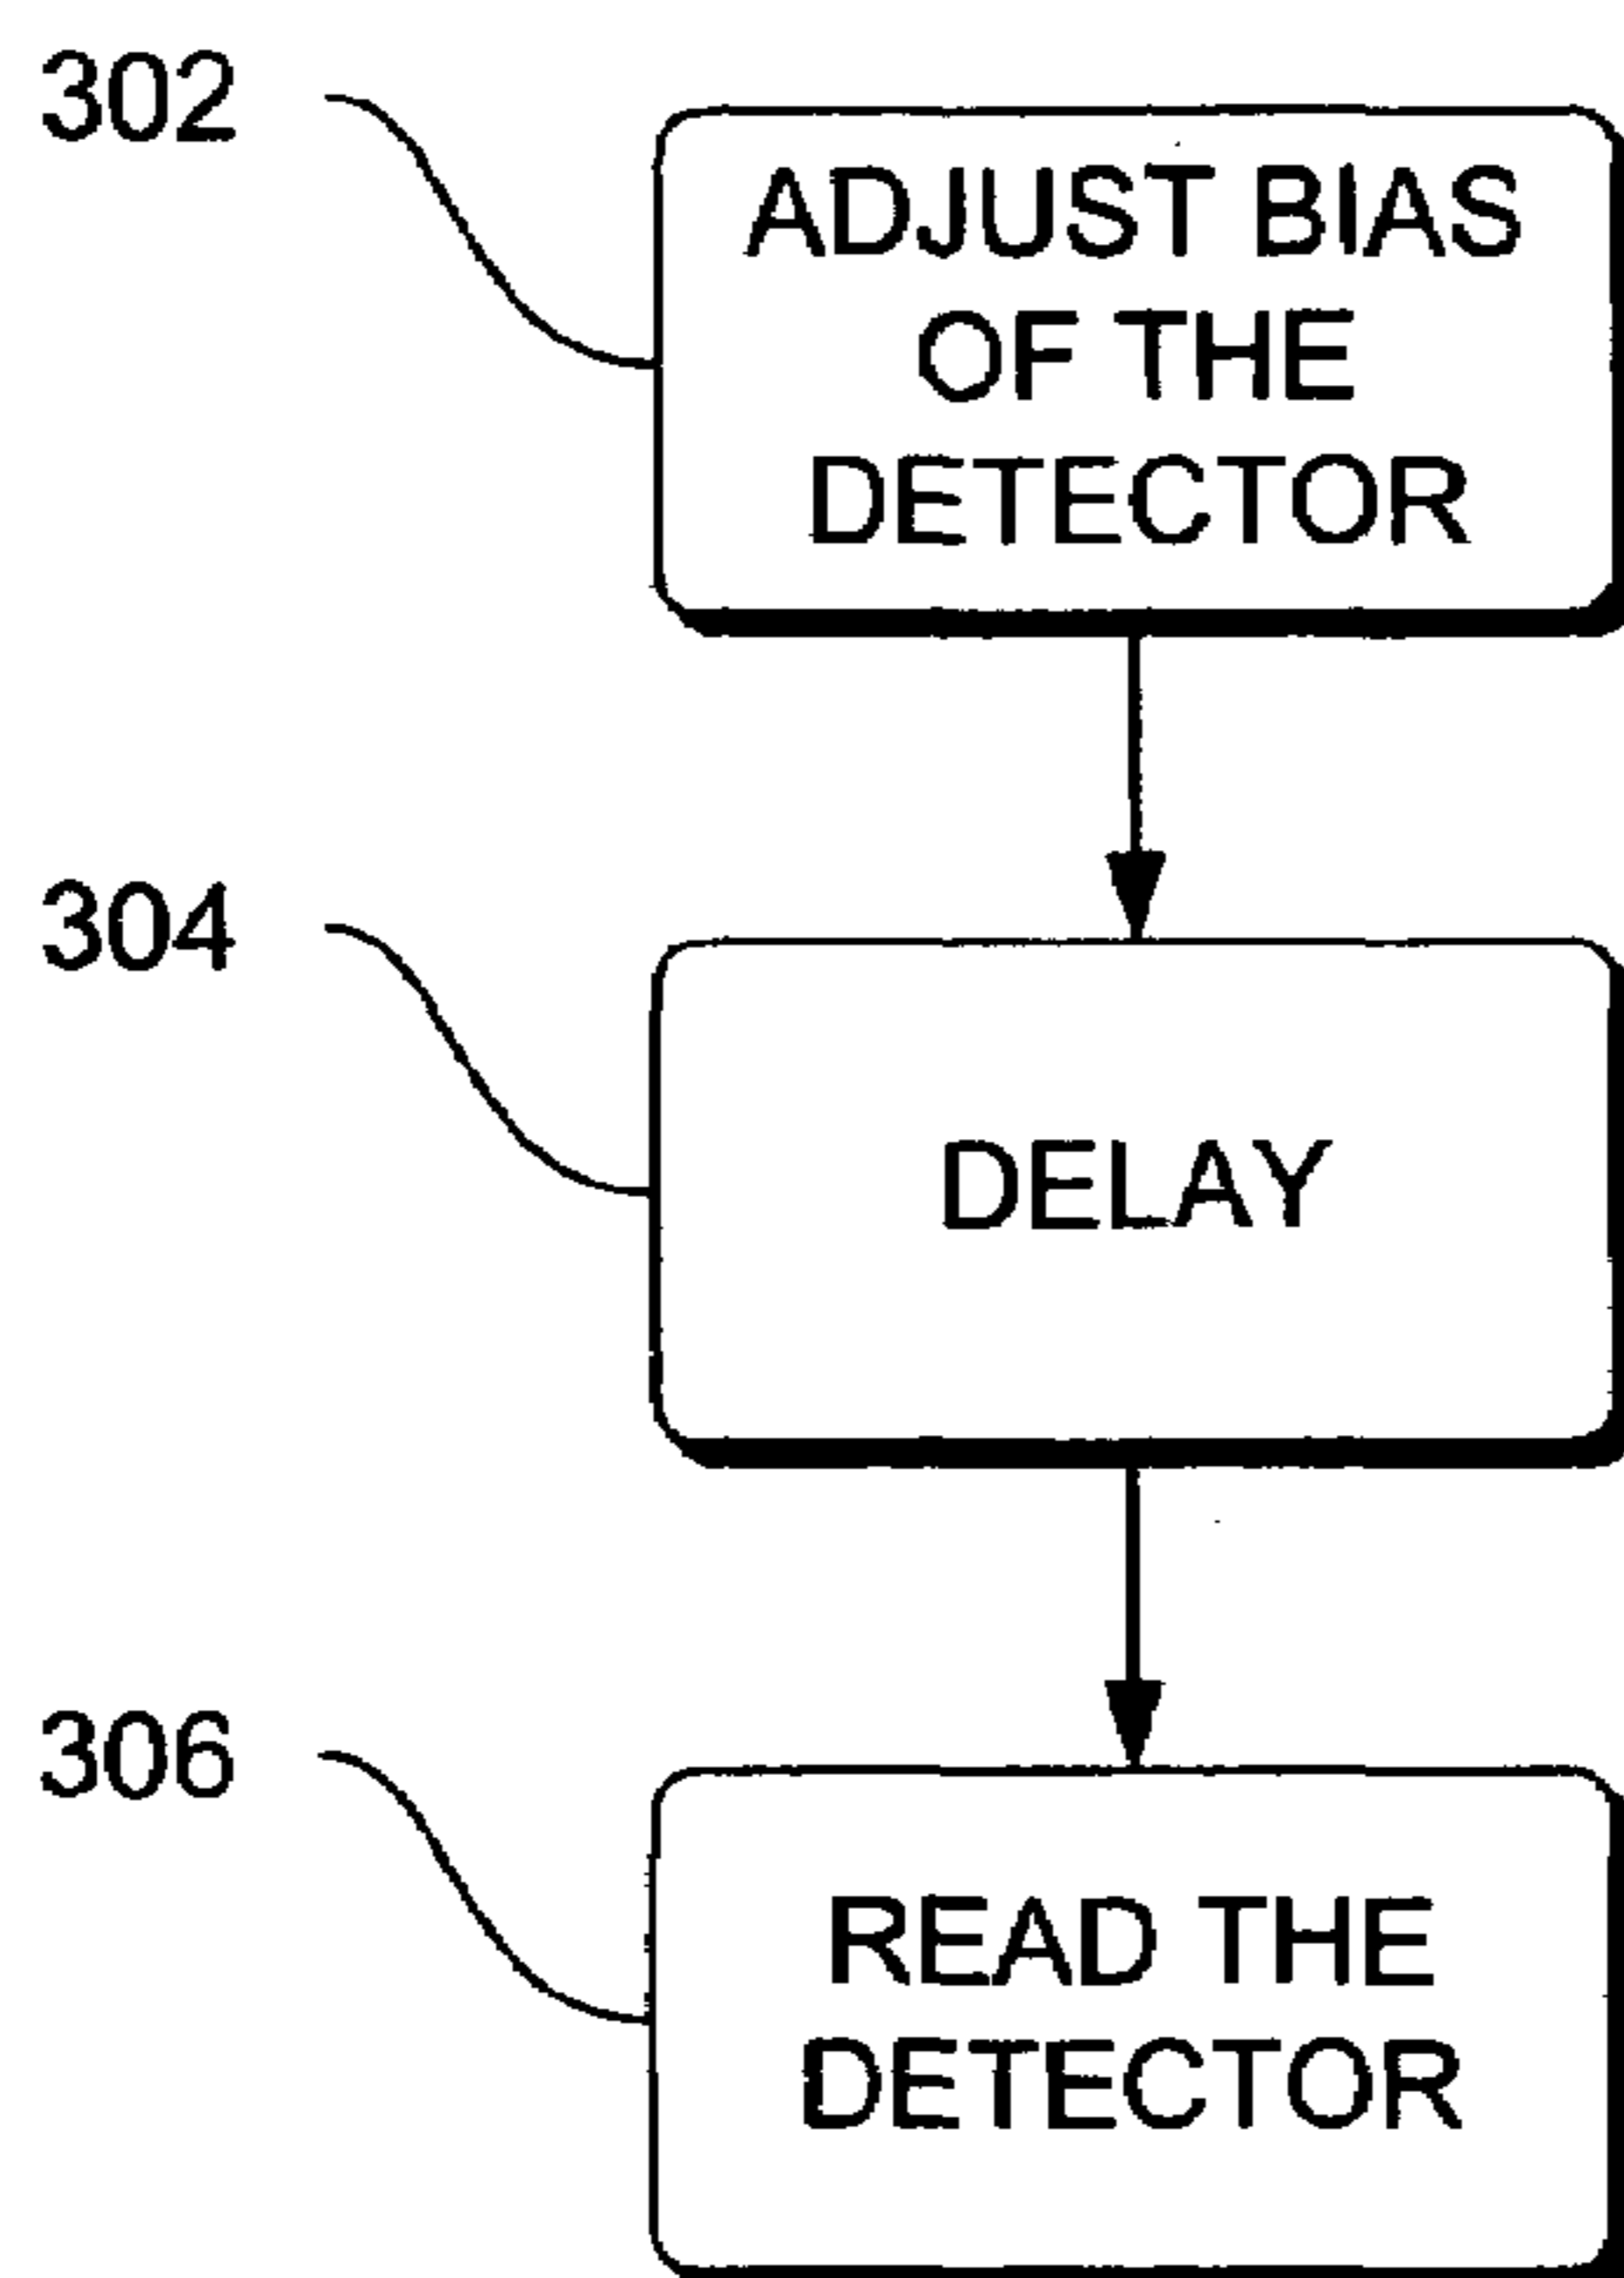 302
ADJUST BIAS
OF THE
DETECTOR
304
DELAY
306
READ THE
DETECTOR